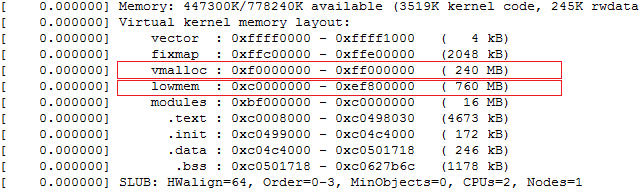 [    0.000000] Memory: 447300K/778240K available (3519K kernel code, 245K rwdata
[    0.000000] Virtual kernel memory layout:
[    0.000000]     vector  : 0xffff0000 - 0xffff1000   (   4 kB)
[    0.000000]     fixmap  : 0xffc00000 - 0xffe00000   (2048 kB)
[    0.000000]     vmalloc : 0xf0000000 - 0xff000000   ( 240 MB)
[    0.000000]     lowmem  : 0xc0000000 - 0xef800000   ( 760 MB)
[    0.000000]     modules : 0xbf000000 - 0xc0000000   (  16 MB)
[    0.000000]       .text : 0xc0008000 - 0xc0498030   (4673 kB)
[    0.000000]       .init : 0xc0499000 - 0xc04c4000   ( 172 kB)
[    0.000000]       .data : 0xc04c4000 - 0xc0501718   ( 246 kB)
[    0.000000]        .bss : 0xc0501718 - 0xc0627b6c   (1178 kB)
[    0.000000] SLUB: HWalign=64, Order=0-3, MinObjects=0, CPUs=2, Nodes=1